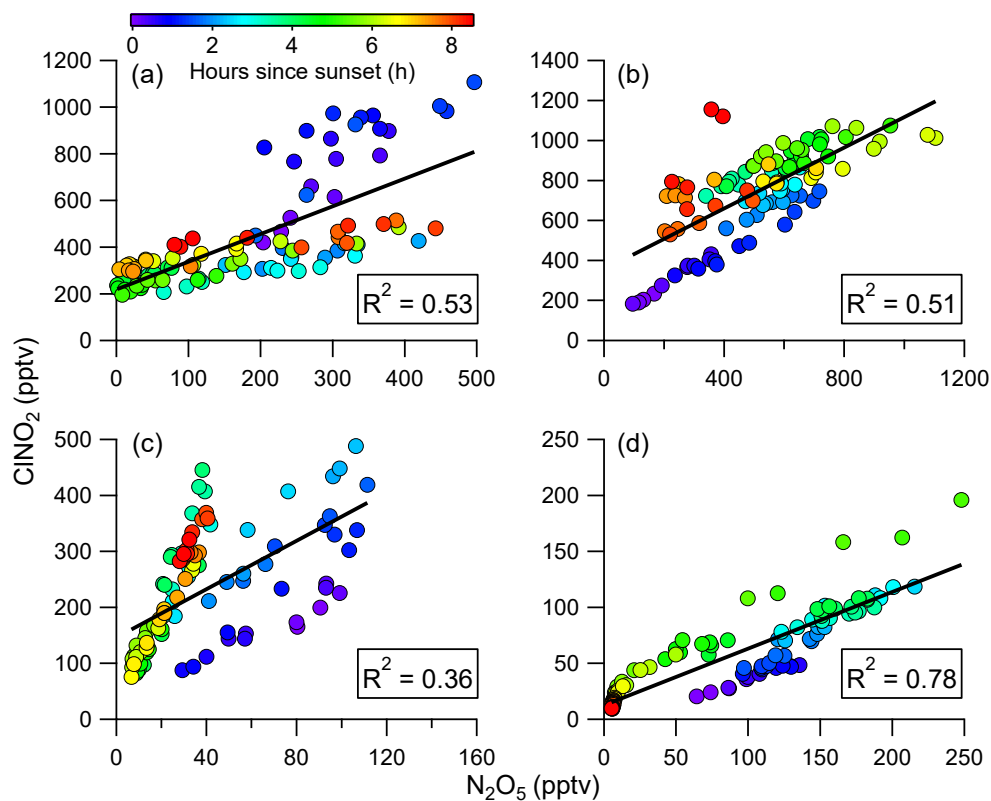 0 2 4 6 8
Hours since sunset (h)
ClNO₂ (pptv)
(a)
1200
1000
800
600
400
200
0
0 100 200 300 400 500
R² = 0.53
(b)
1400
1200
1000
800
600
400
200
0
0 400 800 1200
R² = 0.51
(c)
500
400
300
200
100
0
0 40 80 120 160
R² = 0.36
(d)
250
200
150
100
50
0
0 50 100 150 200 250
R² = 0.78
N₂O₅ (pptv)